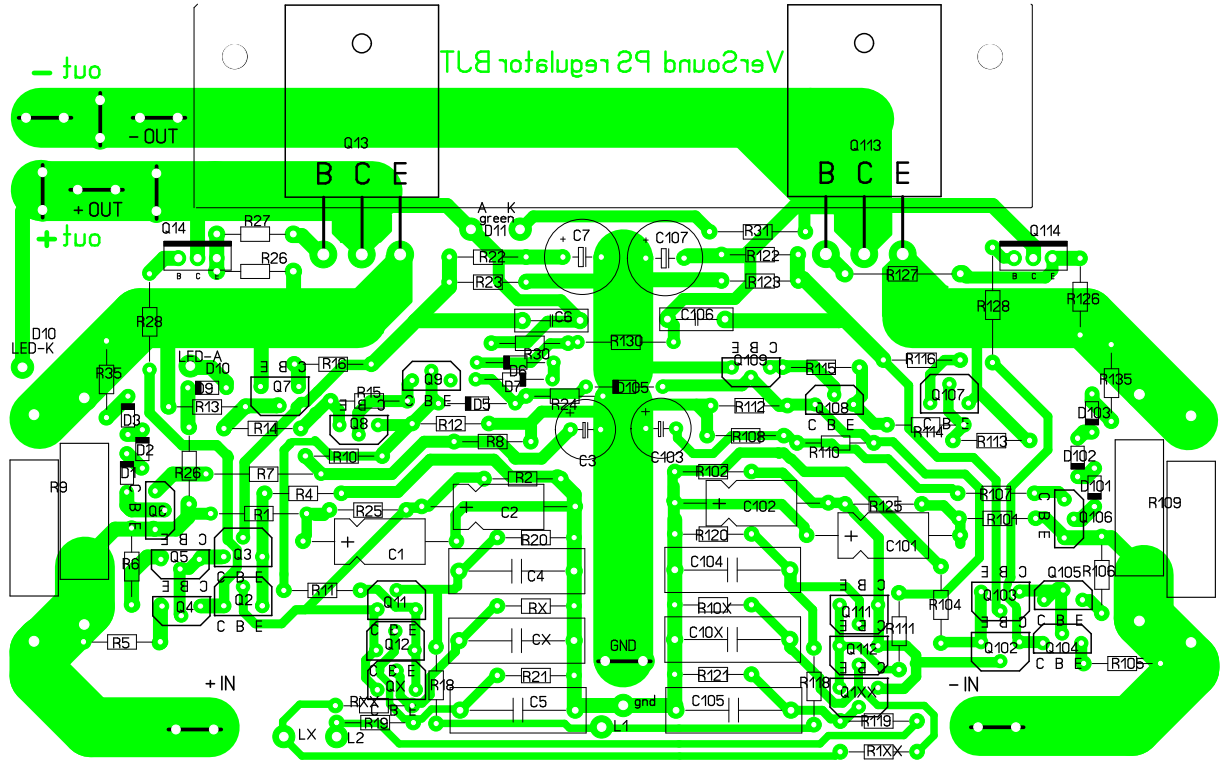 - out
VerSound PS regulator BJT
- OUT
Q13
Q113
B C E
B C E
+ OUT
+ out
Q14
R27
R26
B C E
A K
green
D11
C7
C107
R31
R22
R23
R122
R123
R127
Q114
B C E
R126
R128
R28
D10
LED-K
C6
C106
R30
R130
LED-A
D10
R35
R16
R15
Q9
D6
D7
D105
Q109
R115
R116
R135
D9
E B C
Q7
R13
R14
D3
D2
D1
E B C
Q8
C B E
D5
R12
R24
R8
C3
C103
E B C
R112
R108
Q108
C B E
R110
R114
Q107
C B E
R113
D103
D102
D101
R9
R26
R7
R10
R4
R2
R102
R107
R109
C B E
R1
R25
C2
C102
R125
R101
C B E
Q106
R6
E B C
Q5
Q3
C1
R20
R120
C101
R106
E B C
Q4
Q2
C B E
R11
Q11
C4
C104
E B C
Q111
R104
E B C
Q103
Q105
R5
C B E
Q12
RX
R10X
E B C
Q112
R111
E B C
Q102
Q104
C B E
C B E
R105
CX
GND
C10X
C B E
QX
R18
R21
R121
R118
E B C
Q1XX
+ IN
- IN
RXX
B E
R19
C5
gnd
C105
R119
LX
L2
L1
R1XX